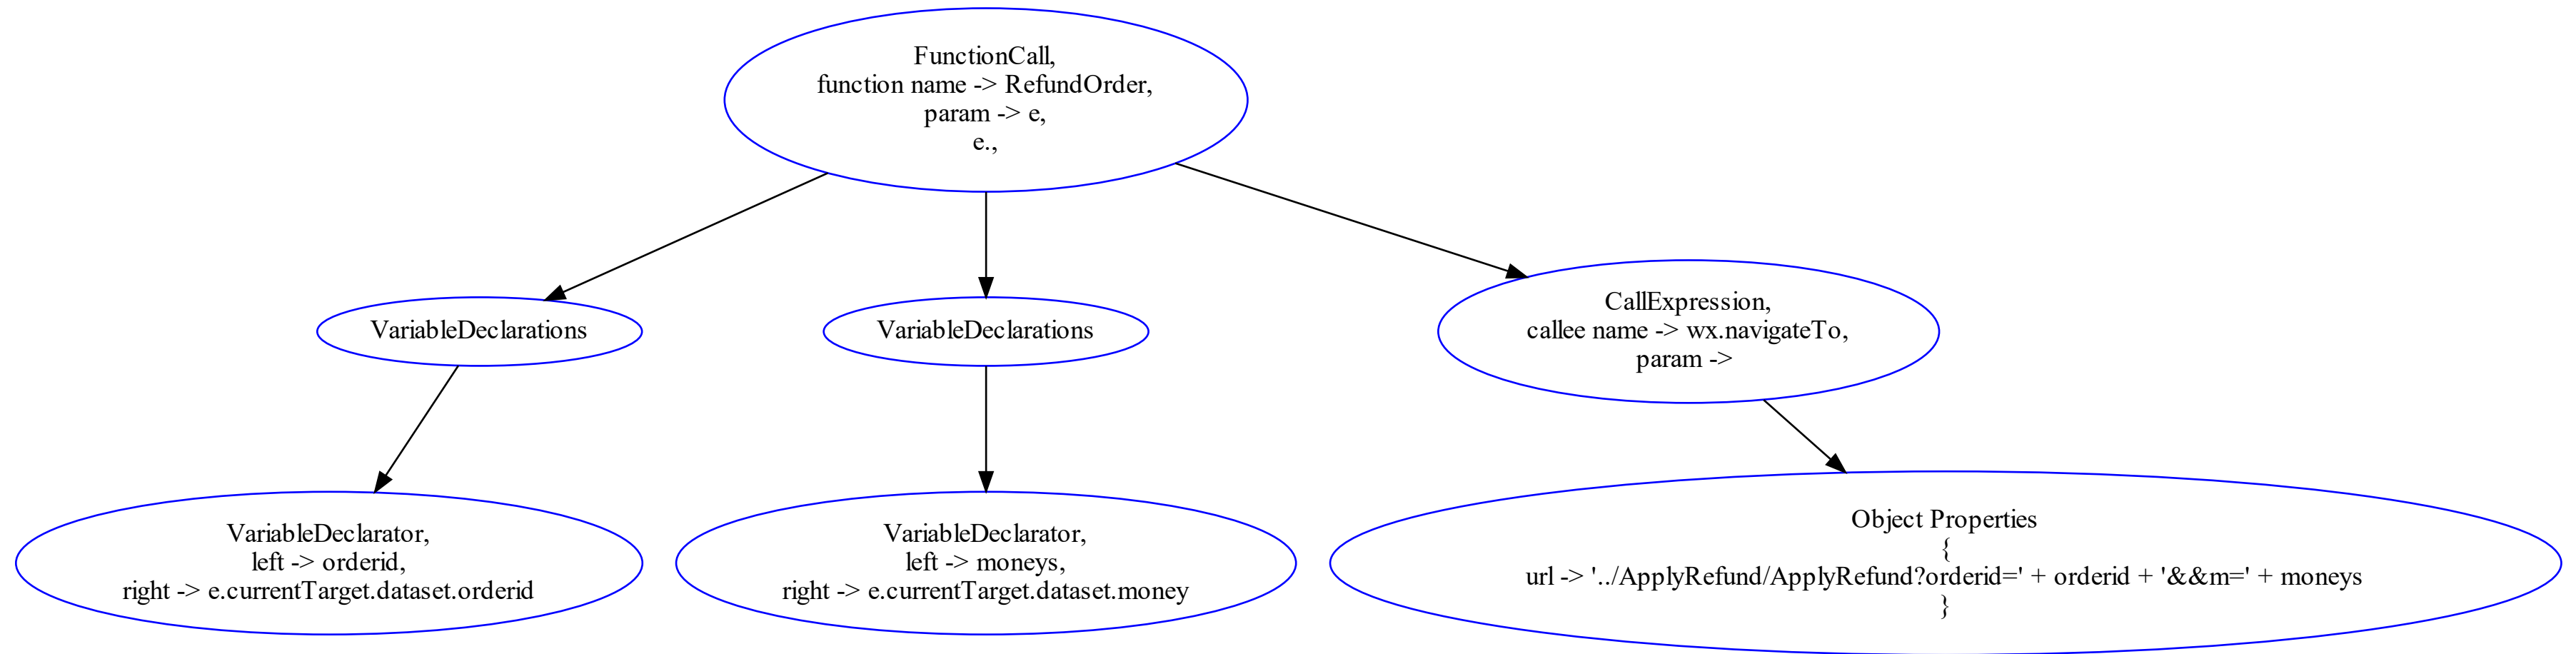 FunctionCall,
function name -> RefundOrder,
param -> e,
e.,
VariableDeclarations
VariableDeclarations
CallExpression,
callee name -> wx.navigateTo,
param ->
VariableDeclarator,
left -> orderid,
right -> e.currentTarget.dataset.orderid
VariableDeclarator,
left -> moneys,
right -> e.currentTarget.dataset.money
Object Properties
{
url -> '../ApplyRefund/ApplyRefund?orderid=' + orderid + '&&m=' + moneys
}